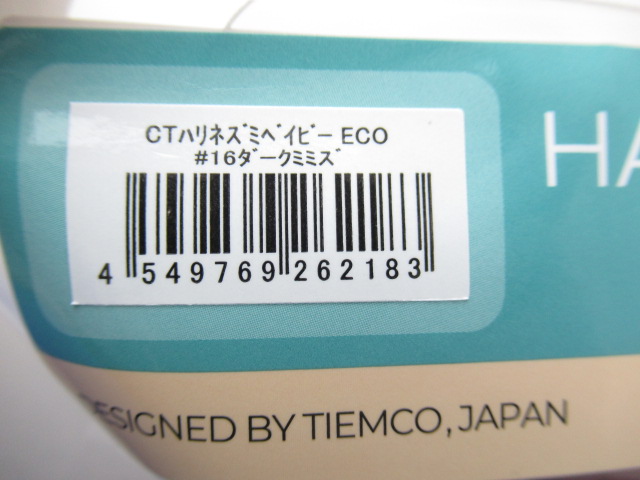 CTﾊﾘﾈｽﾞﾐﾍﾞｲﾋﾞｰ ECO
#16ﾀﾞｰｸﾐﾐｽﾞ
4 549769 262183
HA
DESIGNED BY TIEMCO, JAPAN